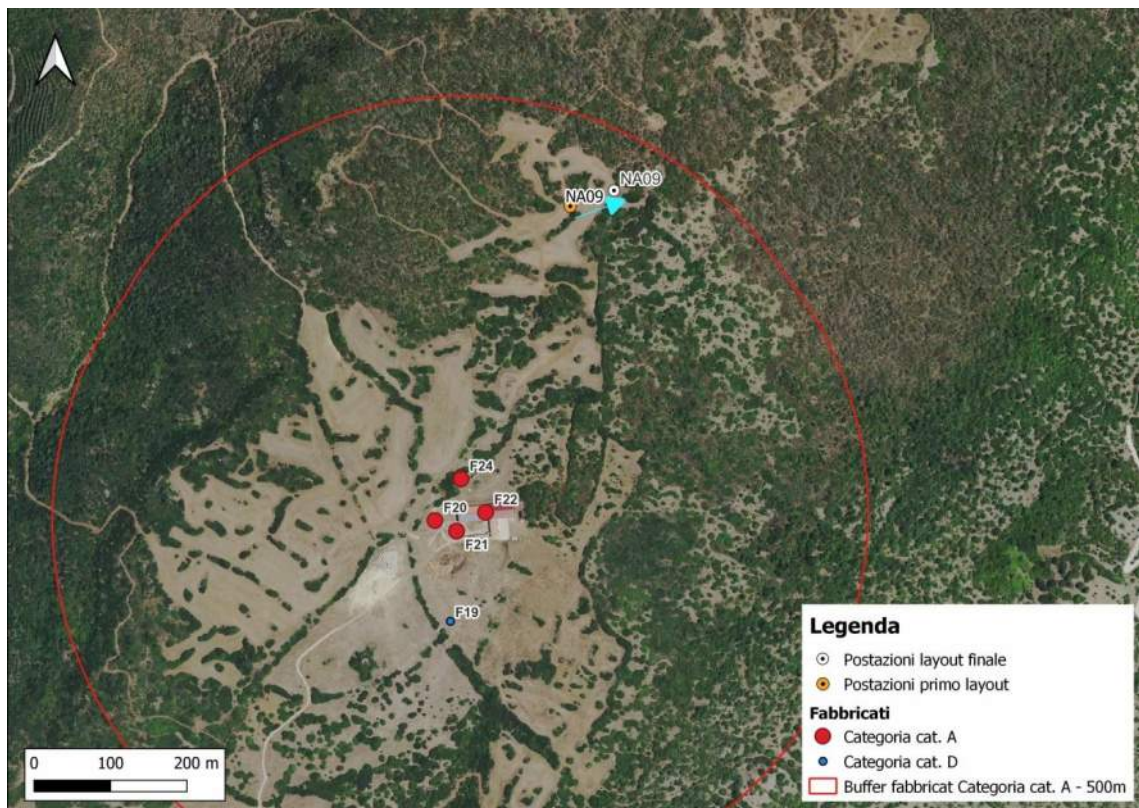 NA09
NA09
F24
F22
F20
F21
F19
Legenda
Postazioni layout finale
Postazioni primo layout
Fabbricati
Categoria cat. A
Categoria cat. D
Buffer fabbricat Categoria cat. A - 500m
0 100 200 m